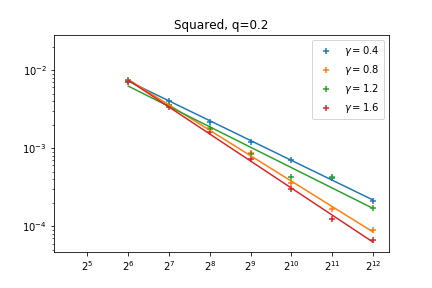 Squared, q=0.2
γ = 0.4
γ = 0.8
γ = 1.2
γ = 1.6
10⁻²
10⁻³
10⁻⁴
2⁵ 2⁶ 2⁷ 2⁸ 2⁹ 2¹⁰ 2¹¹ 2¹²